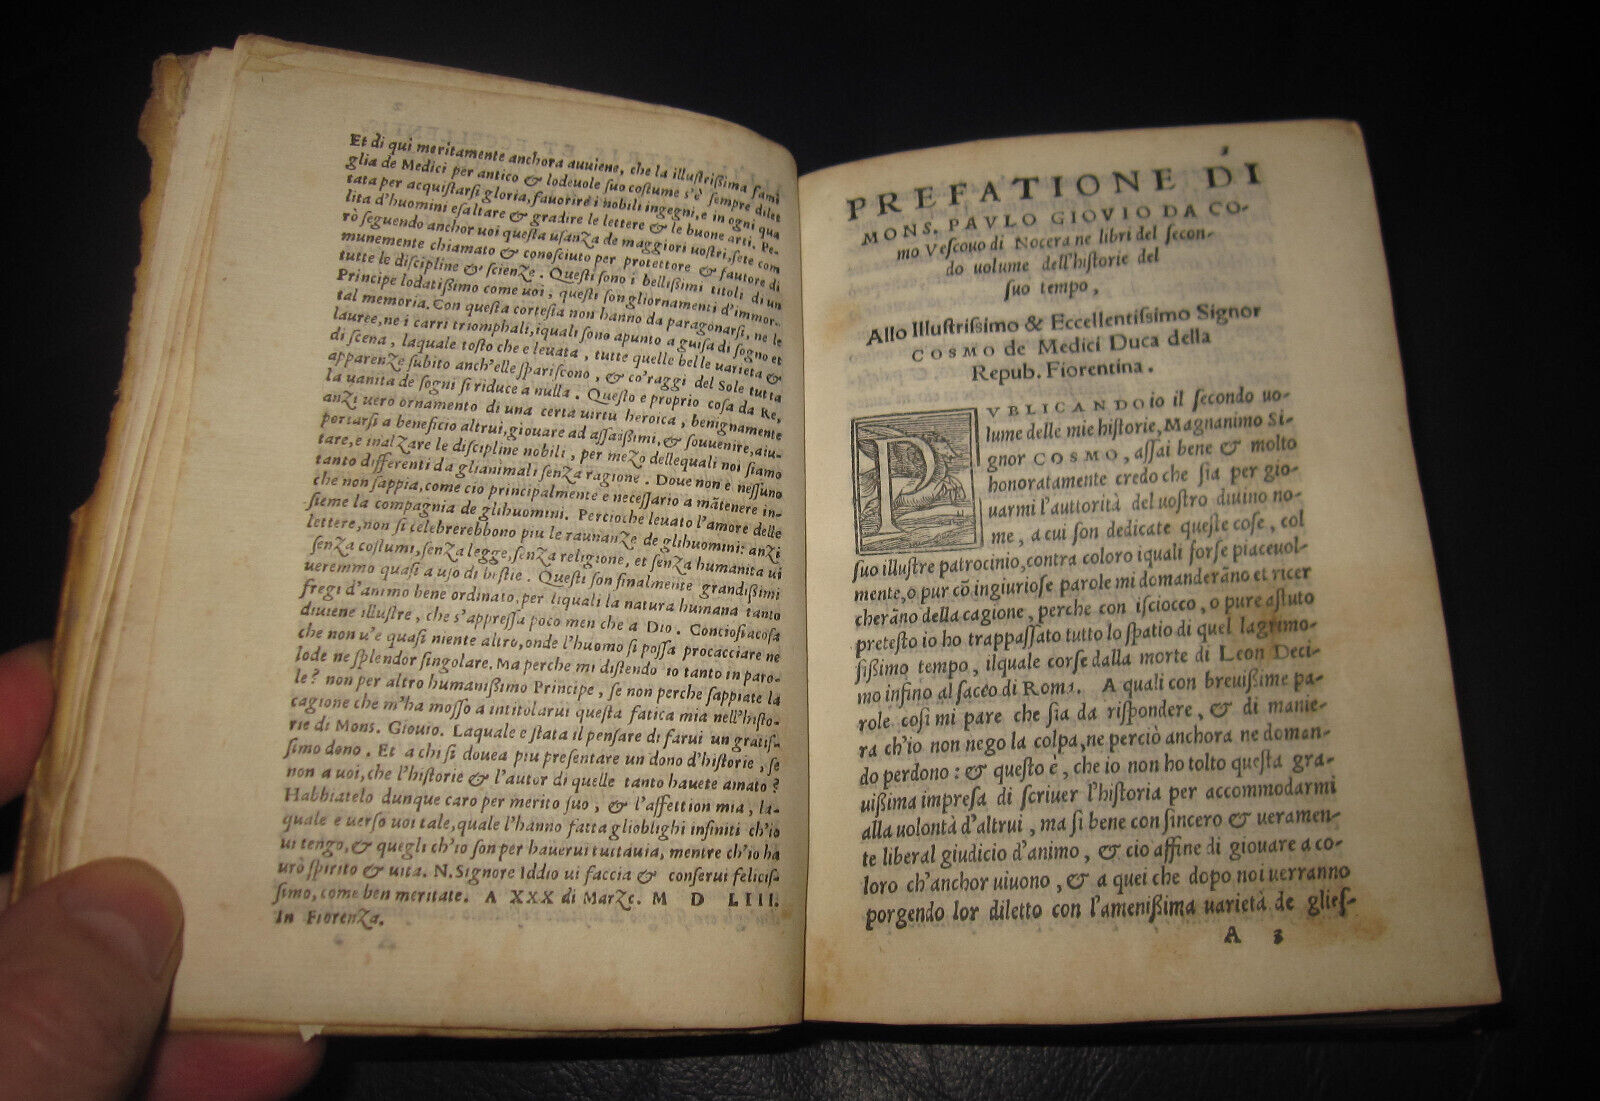 Et di qui meritamente anchora auuiene, che la illuſtriſſima fami
glia de Medici per antico & lodeuole ſuo coſtume s'è ſempre dilet
tata per acquiſtarſi gloria, fauorire i nobili ingegni, e in ogni qua
lita d'huomini eſaltare & gradire le lettere & le buone arti. Pe-
rò ſeguendo anchor uoi queſta uſanza de maggiori uoſtri, ſete com
munemente chiamato & conoſciuto per protettore & fautore di
tutte le diſcipline & ſcienze. Queſti ſono i belliſſimi titoli di un
Principe lodatiſſimo come uoi, queſti ſon gliornamenti d'immor-
tal memoria. Con queſta corteſia non hanno da paragonarſi, ne le
lauree, ne i carri triomphali, iquali ſono apunto a guiſa di ſogno et
di ſcena, laquale toſto che e leuata, tutte quelle belle uarieta &
apparenze ſubito anch'elle ſpariſcono, & co'raggi del Sole tutta
la uanita de ſogni ſi riduce a nulla. Queſto e proprio coſa da Re,
anzi uero ornamento di una certa uirtu heroica, benignamente
portarſi a beneficio altrui, giouare ad aſſaiſſimi, & ſouuenire, aiu-
tare, e inalzare le diſcipline nobili, per mezo dellequali noi ſiamo
tanto differenti da glianimali ſenza ragione. Doue non e neſſuno
che non ſappia, come cio principalmente e neceſſario a mãtenere in-
ſieme la compagnia de glihuomini. Percioche leuato l'amore delle
lettere, non ſi celebrerebbono piu le raunanze de glihuomini: anzi
ſenza coſtumi, ſenza legge, ſenza religione, et ſenza humanita ui
ueremmo quaſi a uſo di beſtie. Queſti ſon finalmente grandiſſimi
fregi d'animo bene ordinato, per liquali la natura humana tanto
diuiene illuſtre, che s'appreſſa poco men che a Dio. Concioſiacoſa
che non u'e quaſi niente altro, onde l'huomo ſi poſſa procacciare ne
lode ne ſplendor ſingolare. Ma perche mi diſtendo io tanto in paro-
le? non per altro humaniſſimo Principe, ſe non perche ſappiate la
cagione che m'ha moſſo a intitolarui queſta fatica mia nell'hiſto-
rie di Mons. Giouio. Laquale e ſtata il penſare di farui un gratiſ-
ſimo dono. Et a chi ſi douea piu preſentare un dono d'hiſtorie, ſe
non a uoi, che l'hiſtorie & l'autor di quelle tanto hauete amato?
Habbiatelo dunque caro per merito ſuo, & l'affettion mia, la-
quale e uerſo uoi tale, quale l'hanno fatta gliobblighi infiniti ch'io
ui tengo, & quegli ch'io ſon per hauerui tuttauia, mentre ch'io ha
urò ſpirito & uita. N. Signore Iddio ui faccia & conſerui feliciſ-
ſimo, come ben meritate. A XXX di Marzo. M D LIII.
In Fiorenza.
3
PREFATIONE DI
MONS. PAVLO GIOVIO DA CO-
mo Veſcouo di Nocera ne libri del ſecon-
do uolume dell'hiſtorie del
ſuo tempo,
Allo Illuſtriſſimo & Eccellentiſſimo Signor
COSMO de Medici Duca della
Repub. Fiorentina.
PVBLICANDO io il ſecondo uo-
lume delle mie hiſtorie, Magnanimo Si-
gnor COSMO, aſſai bene & molto
honoratamente credo che ſia per gio-
uarmi l'auttorità del uoſtro diuino no-
me, a cui ſon dedicate queſte coſe, col
ſuo illuſtre patrocinio, contra coloro iquali forſe piaceuol-
mente, o pur cõ ingiurioſe parole mi domanderãno et ricer
cherãno della cagione, perche con iſciocco, o pure aſtuto
preteſto io ho trappaſſato tutto lo ſpatio di quel lagrimo-
ſiſſimo tempo, ilquale corſe dalla morte di Leon Deci-
mo inſino al ſacco di Roma. A quali con breuiſſime pa-
role coſi mi pare che ſia da riſpondere, & di manie-
ra ch'io non nego la colpa, ne perciò anchora ne doman-
do perdono: & queſto è, che io non ho tolto queſta gra-
uiſſima impreſa di ſcriuer l'hiſtoria per accommodarmi
alla uolontà d'altrui, ma ſi bene con ſincero & ueramen-
te liberal giudicio d'animo, & cio affine di giouare a co-
loro ch'anchor uiuono, & a quei che dopo noi uerranno
porgendo lor diletto con l'ameniſſima uarietà de glieſ-
A 3